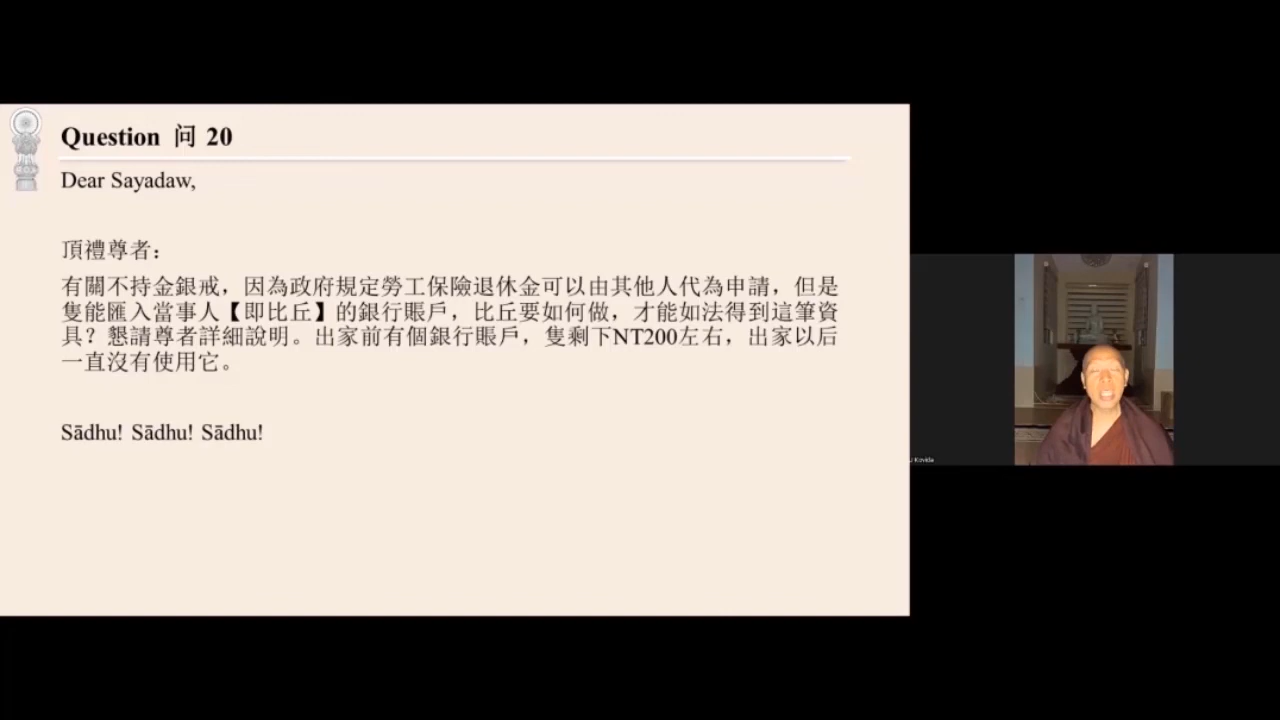 Question 问 20
Dear Sayadaw,
頂禮尊者：
有關不持金銀戒，因為政府規定勞工保險退休金可以由其他人代為申請，但是
隻能匯入當事人【即比丘】的銀行賬戶，比丘要如何做，才能如法得到這筆資
具？懇請尊者詳細說明。出家前有個銀行賬戶，隻剩下NT200左右，出家以后
一直沒有使用它。
Sādhu! Sādhu! Sādhu!
U Kovida